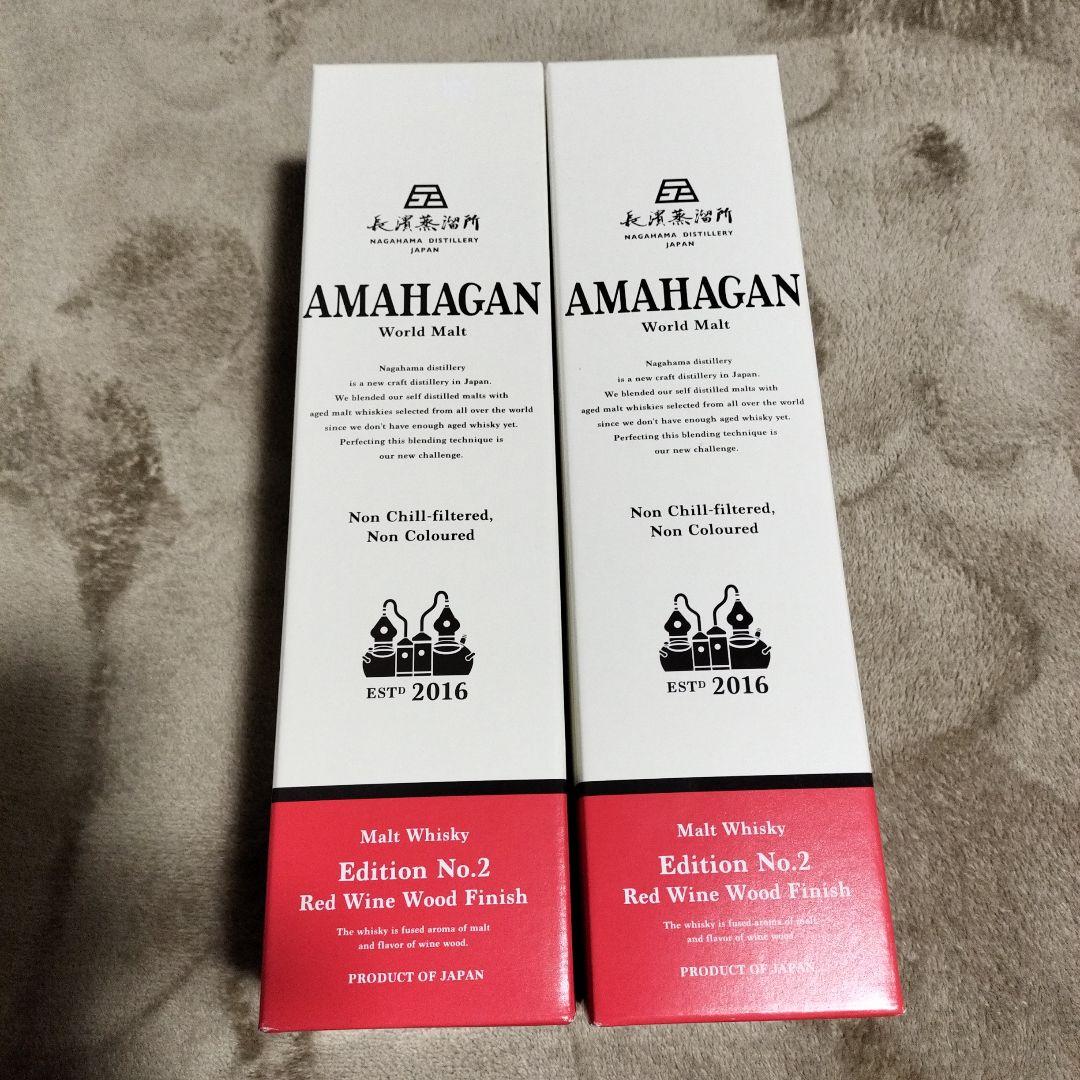 長濱蒸溜所
NAGAHAMA DISTILLERY
JAPAN
AMAHAGAN
World Malt
Nagahama distillery
is a new craft distillery in Japan.
We blended our self distilled malts with
aged malt whiskies selected from all over the world
since we don't have enough aged whisky yet.
Perfecting this blending technique is
our new challenge.
Non Chill-filtered,
Non Coloured
ESTD 2016
Malt Whisky
Edition No.2
Red Wine Wood Finish
The whisky is fused aroma of malt
and flavor of wine wood.
PRODUCT OF JAPAN
長濱蒸溜所
NAGAHAMA DISTILLERY
JAPAN
AMAHAGAN
World Malt
Nagahama distillery
is a new craft distillery in Japan.
We blended our self distilled malts with
aged malt whiskies selected from all over the world
since we don't have enough aged whisky yet.
Perfecting this blending technique is
our new challenge.
Non Chill-filtered,
Non Coloured
ESTD 2016
Malt Whisky
Edition No.2
Red Wine Wood Finish
The whisky is fused aroma of malt
and flavor of wine wood.
PRODUCT OF JAPAN